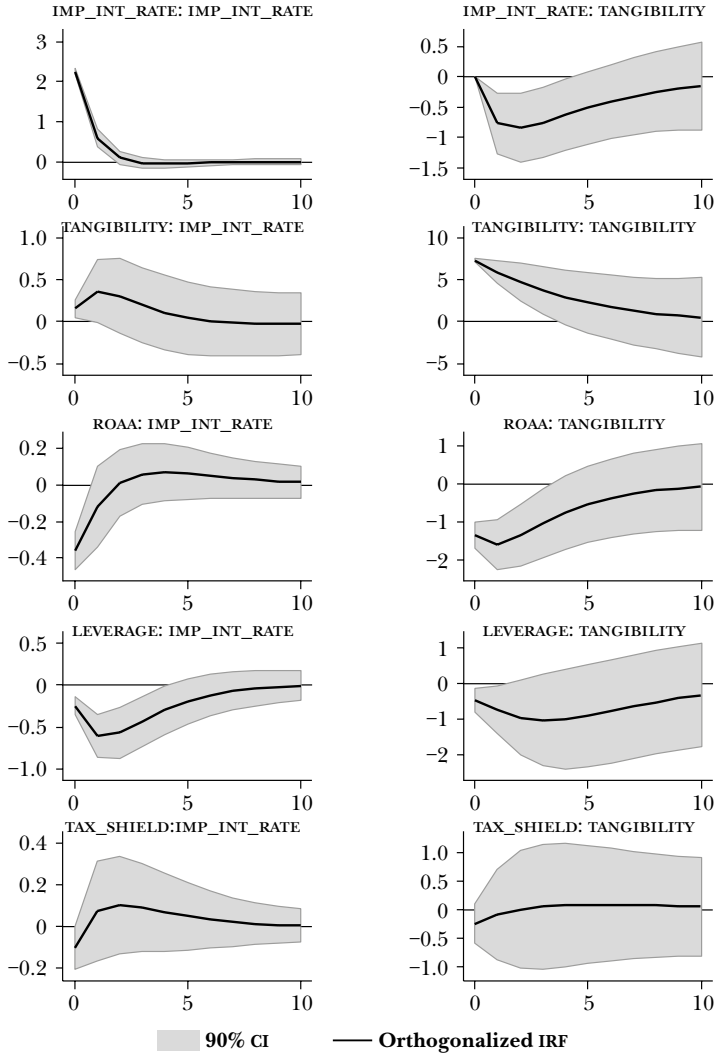 IMP_INT_RATE: IMP_INT_RATE
3
2
1
0
0 5 10
IMP_INT_RATE: TANGIBILITY
0.5
0
−0.5
−1
−1.5
0 5 10
TANGIBILITY: IMP_INT_RATE
1.0
0.5
0
−0.5
0 5 10
TANGIBILITY: TANGIBILITY
10
5
0
−5
0 5 10
ROAA: IMP_INT_RATE
0.2
0
−0.2
−0.4
0 5 10
ROAA: TANGIBILITY
1
0
−1
−2
0 5 10
LEVERAGE: IMP_INT_RATE
0.5
0
−0.5
−1.0
0 5 10
LEVERAGE: TANGIBILITY
1
0
−1
−2
0 5 10
TAX_SHIELD:IMP_INT_RATE
0.4
0.2
0
−0.2
0 5 10
TAX_SHIELD: TANGIBILITY
1.0
0.5
0
−0.5
−1.0
0 5 10
90% CI Orthogonalized IRF